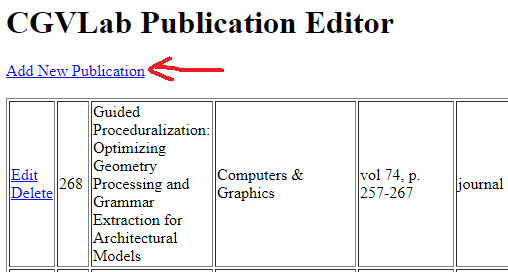 CGVLab Publication Editor
Add New Publication
Edit
Delete
268
Guided
Proceduralization:
Optimizing
Geometry
Processing and
Grammar
Extraction for
Architectural
Models
Computers &
Graphics
vol 74, p.
257-267
journal